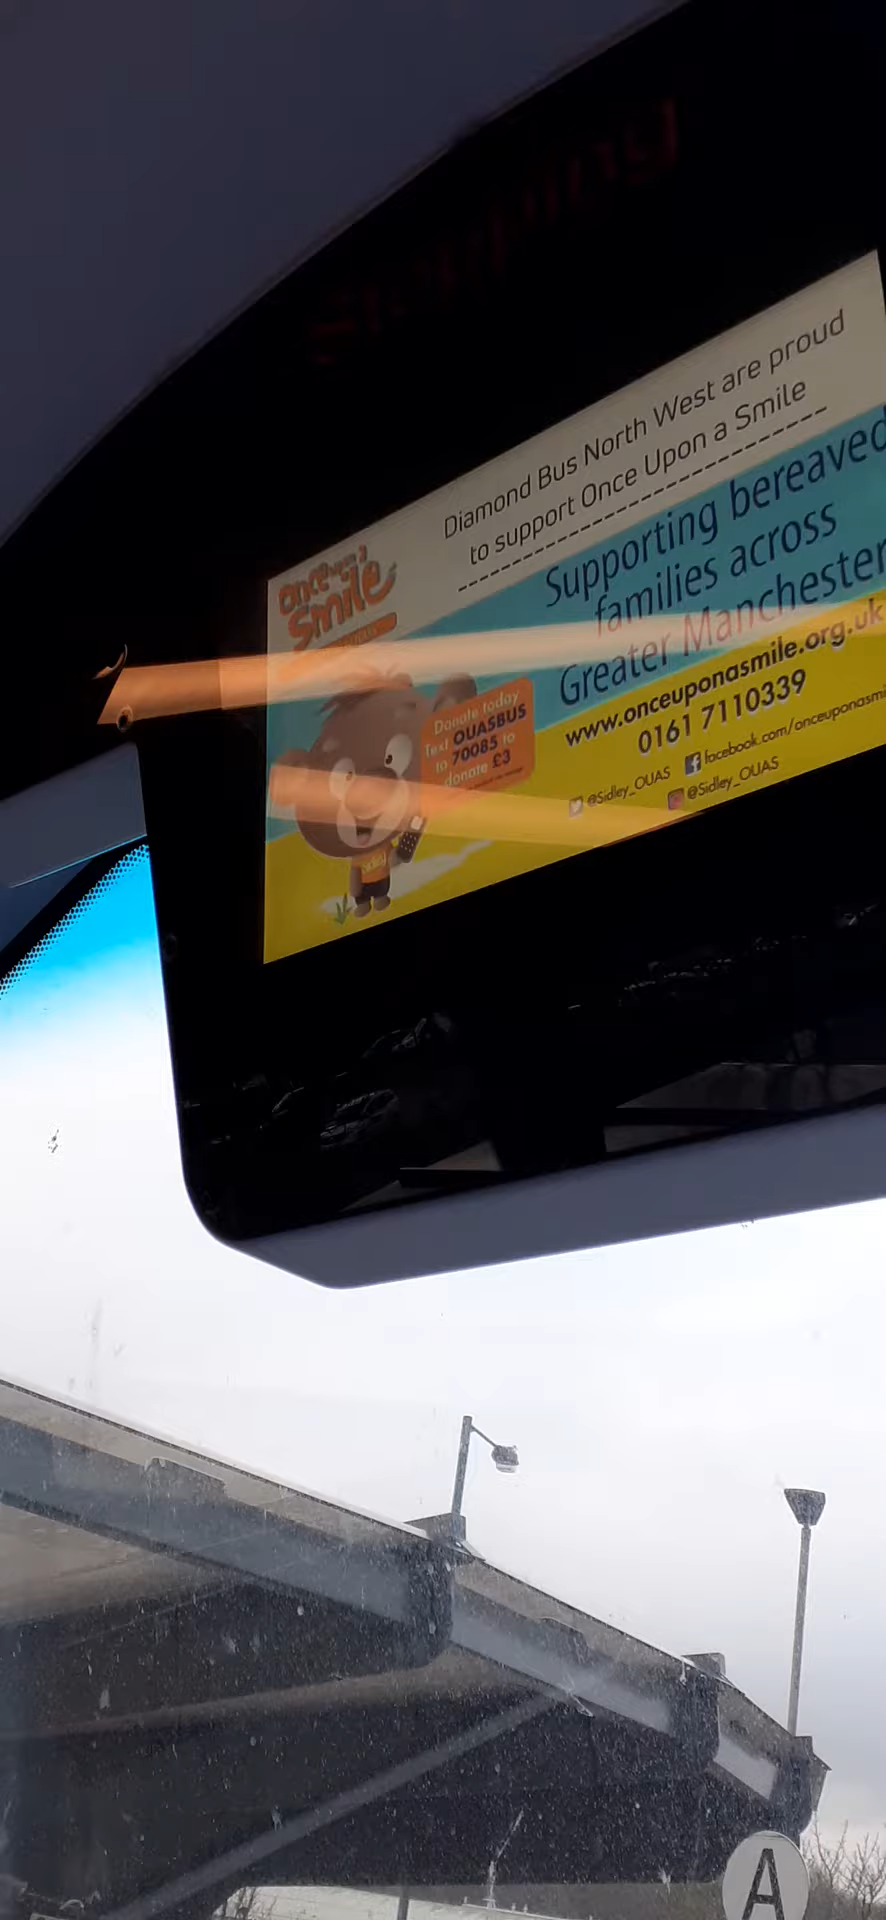 stopping
Diamond Bus North West are proud
to support Once Upon a Smile
once upon a
smile
Supporting bereaved
families across
Greater Manchester
www.onceuponasmile.org.uk
0161 7110339
facebook.com/onceuponasmi
@Sidley_OUAS
@Sidley_OUAS
Donate today
Text OUASBUS
to 70085 to
donate £3
Sidley
A